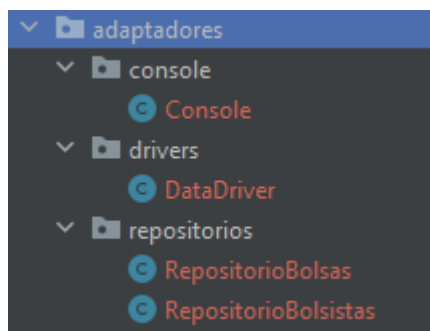 adaptadores
console
Console
drivers
DataDriver
repositorios
RepositorioBolsas
RepositorioBolsistas